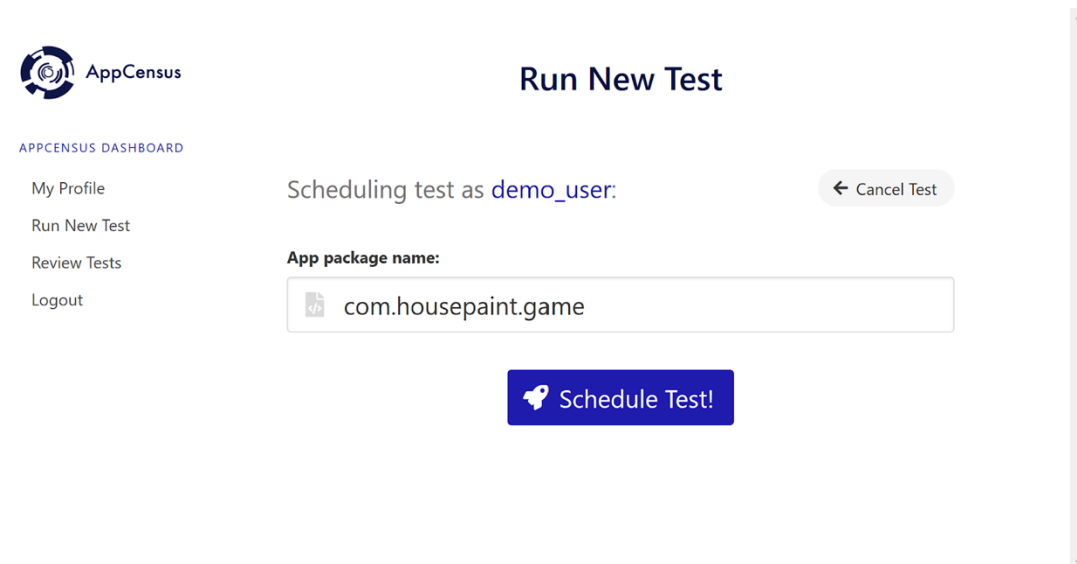 AppCensus
Run New Test
APPCENSUS DASHBOARD
My Profile
Run New Test
Review Tests
Logout
Scheduling test as demo_user:
Cancel Test
App package name:
com.housepaint.game
Schedule Test!